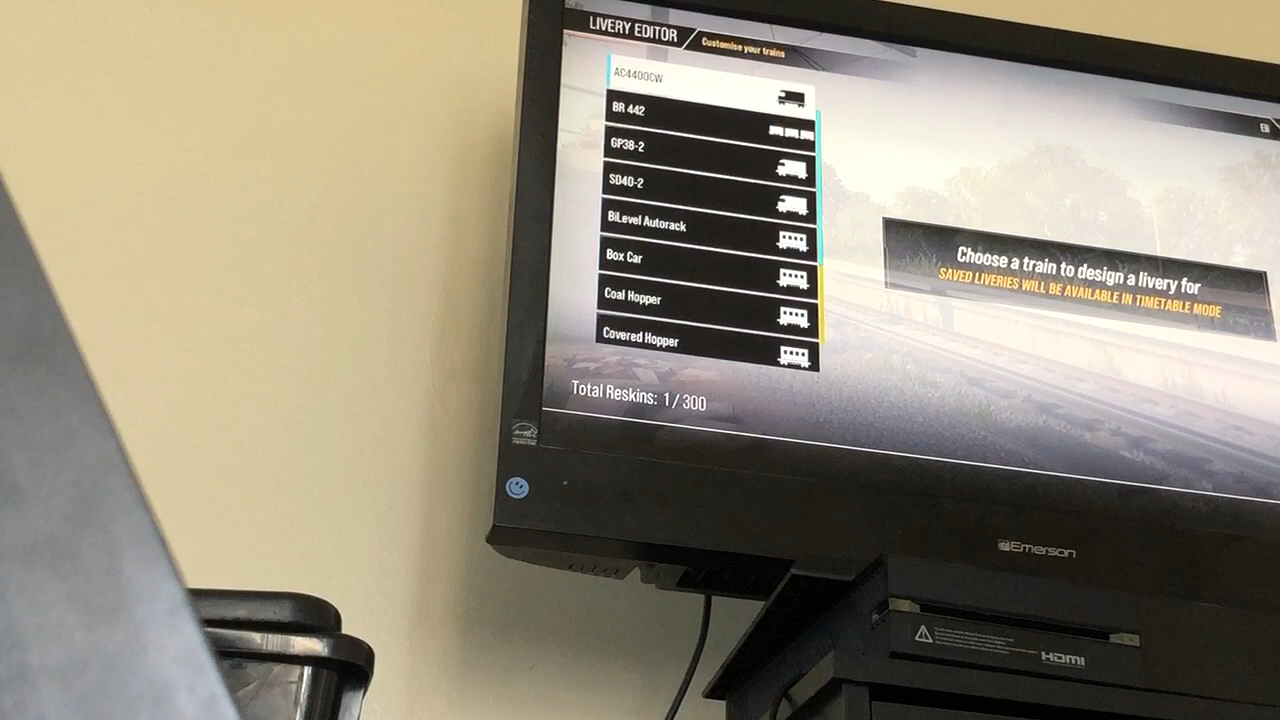 LIVERY EDITOR
Customise your trains
AC4400CW
BR 442
GP38-2
SD40-2
BiLevel Autorack
Box Car
Coal Hopper
Covered Hopper
Total Reskins: 1 / 300
Choose a train to design a livery for
SAVED LIVERIES WILL BE AVAILABLE IN TIMETABLE MODE
Emerson
HDMI